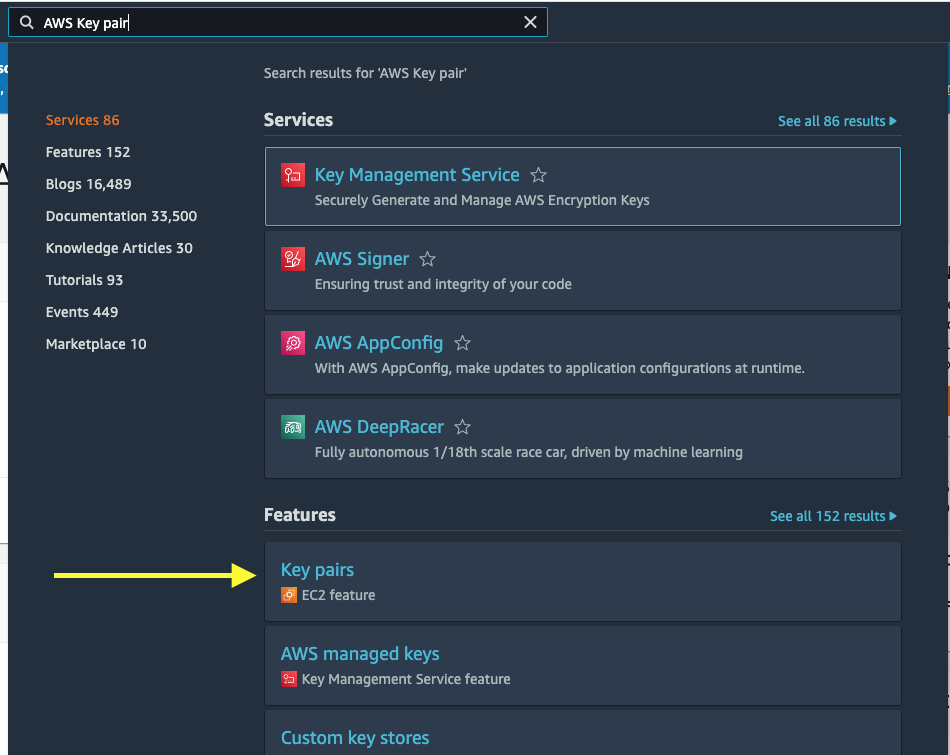 AWS Key pair
Search results for 'AWS Key pair'
Services 86
Features 152
Blogs 16,489
Documentation 33,500
Knowledge Articles 30
Tutorials 93
Events 449
Marketplace 10
Services
See all 86 results
Key Management Service
Securely Generate and Manage AWS Encryption Keys
AWS Signer
Ensuring trust and integrity of your code
AWS AppConfig
With AWS AppConfig, make updates to application configurations at runtime.
AWS DeepRacer
Fully autonomous 1/18th scale race car, driven by machine learning
Features
See all 152 results
Key pairs
EC2 feature
AWS managed keys
Key Management Service feature
Custom key stores